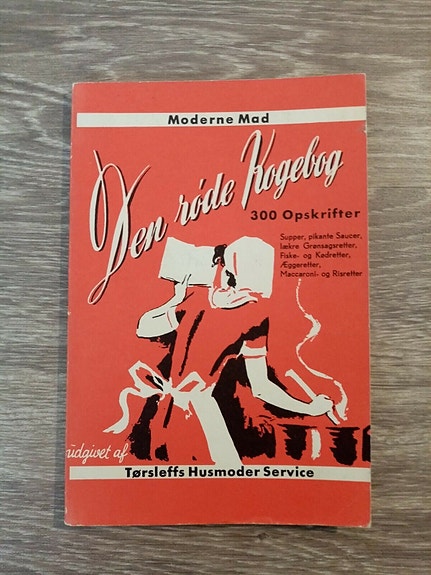 Moderne Mad
Den røde Kogebog
300 Opskrifter
Supper, pikante Saucer,
lækre Grønsagsretter,
Fiske- og Kødretter,
Æggeretter,
Maccaroni- og Risretter
udgivet af
Tørsleffs Husmoder Service